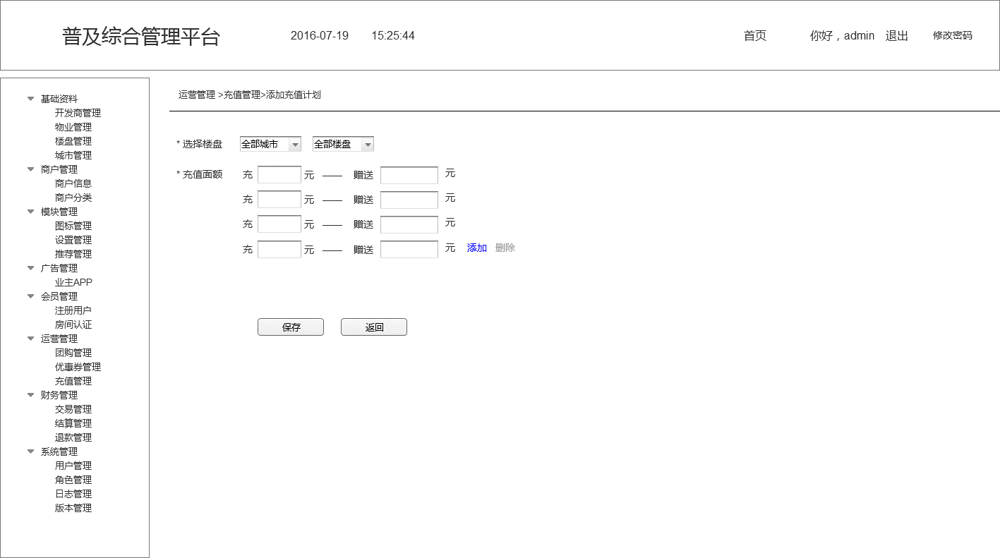 普及综合管理平台 2016-07-19 15:25:44 首页 你好，admin 退出 修改密码
基础资料
开发商管理
物业管理
楼盘管理
城市管理
商户管理
商户信息
商户分类
模块管理
图标管理
设置管理
推荐管理
广告管理
业主APP
会员管理
注册用户
房间认证
运营管理
团购管理
优惠券管理
充值管理
财务管理
交易管理
结算管理
退款管理
系统管理
用户管理
角色管理
日志管理
版本管理
运营管理 >充值管理>添加充值计划
* 选择楼盘 全部城市 全部楼盘
* 充值面额 充 元 —— 赠送 元
充 元 —— 赠送 元
充 元 —— 赠送 元
充 元 —— 赠送 元 添加 删除
保存 返回